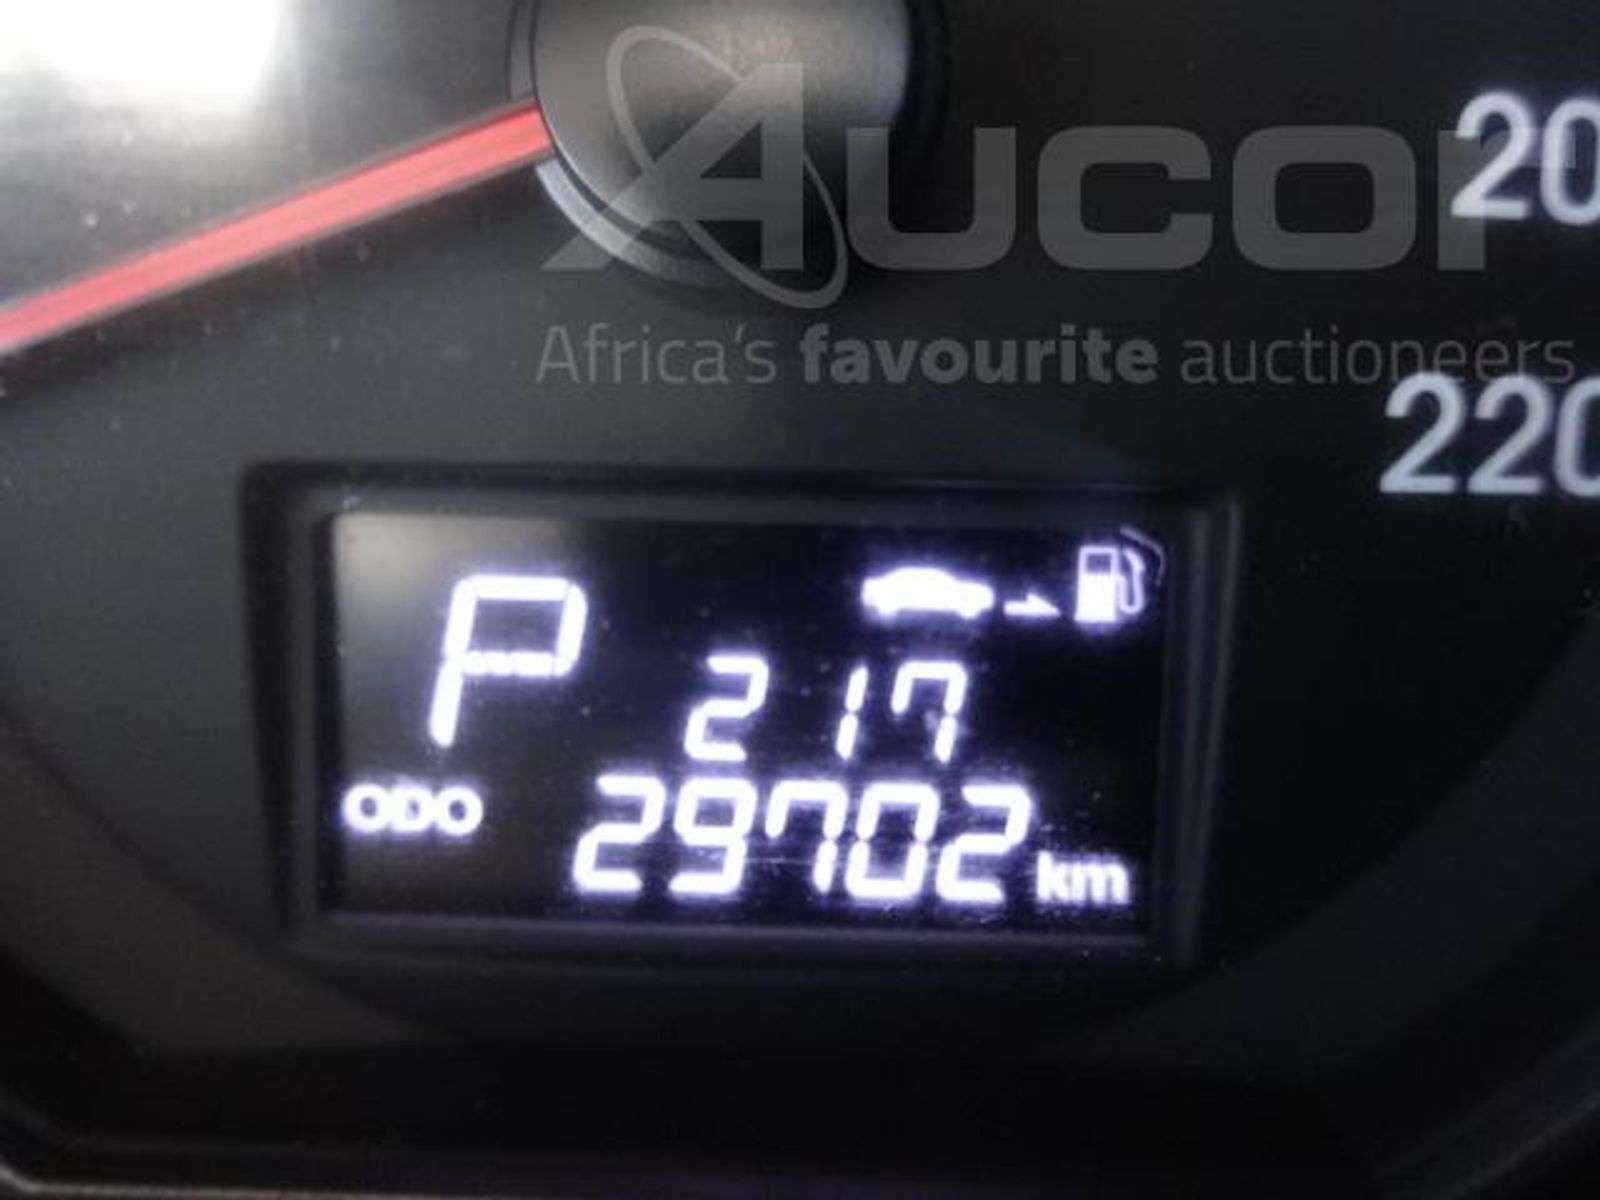 Aucor
20
Africa's favourite auctioneers
220
P
217
ODO 29702 km